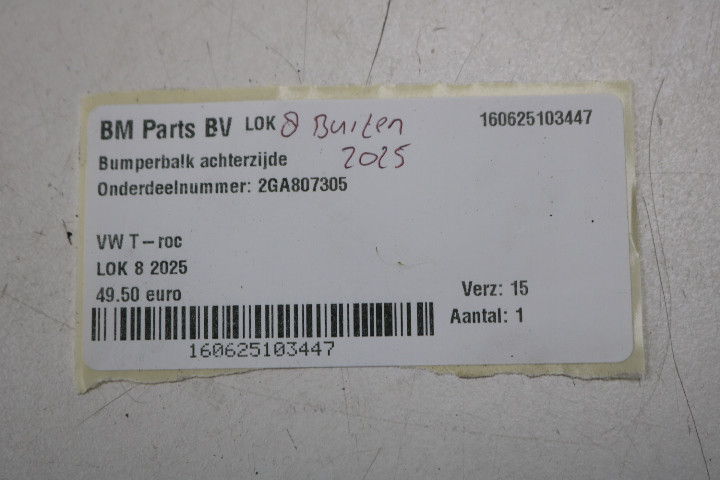 BM Parts BV LOK 8 Buiten 160625103447
Bumperbalk achterzijde 2025
Onderdeelnummer: 2GA807305
VW T-roc
LOK 8 2025
49.50 euro Verz: 15
Aantal: 1
160625103447